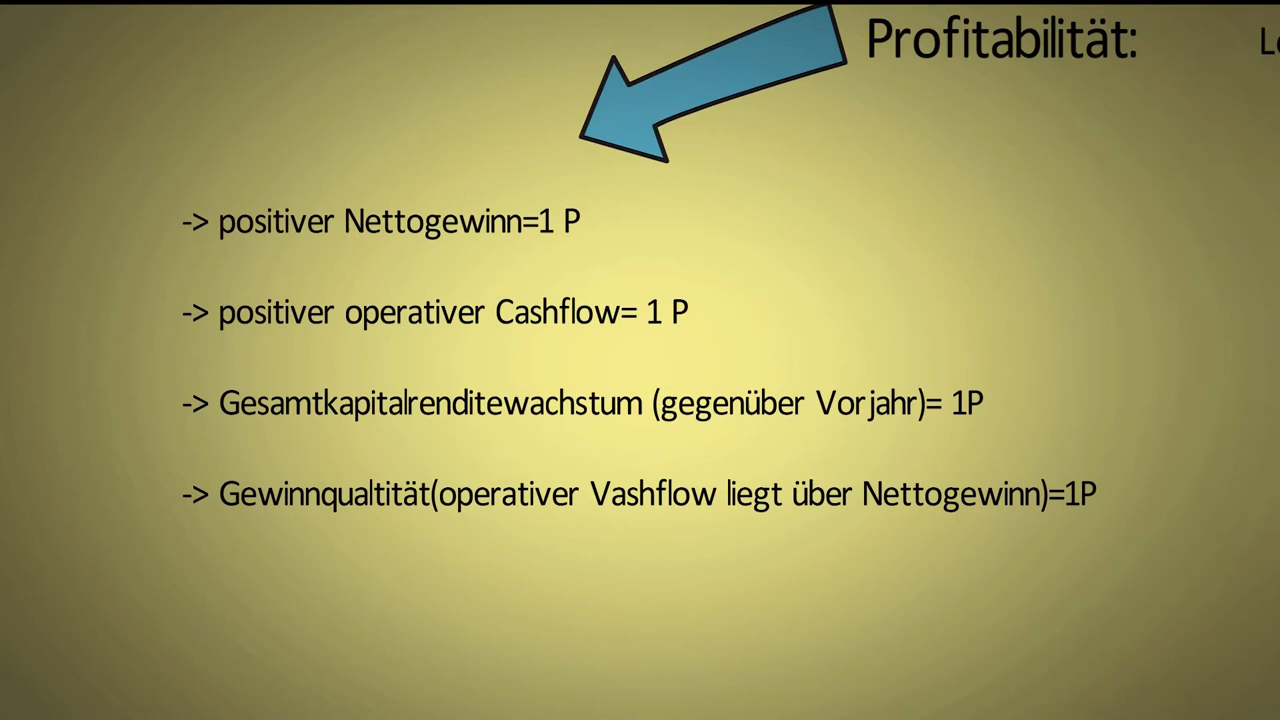 Profitabilität:
-> positiver Nettogewinn=1 P
-> positiver operativer Cashflow= 1 P
-> Gesamtkapitalrenditewachstum (gegenüber Vorjahr)= 1P
-> Gewinnqualtität(operativer Vashflow liegt über Nettogewinn)=1P